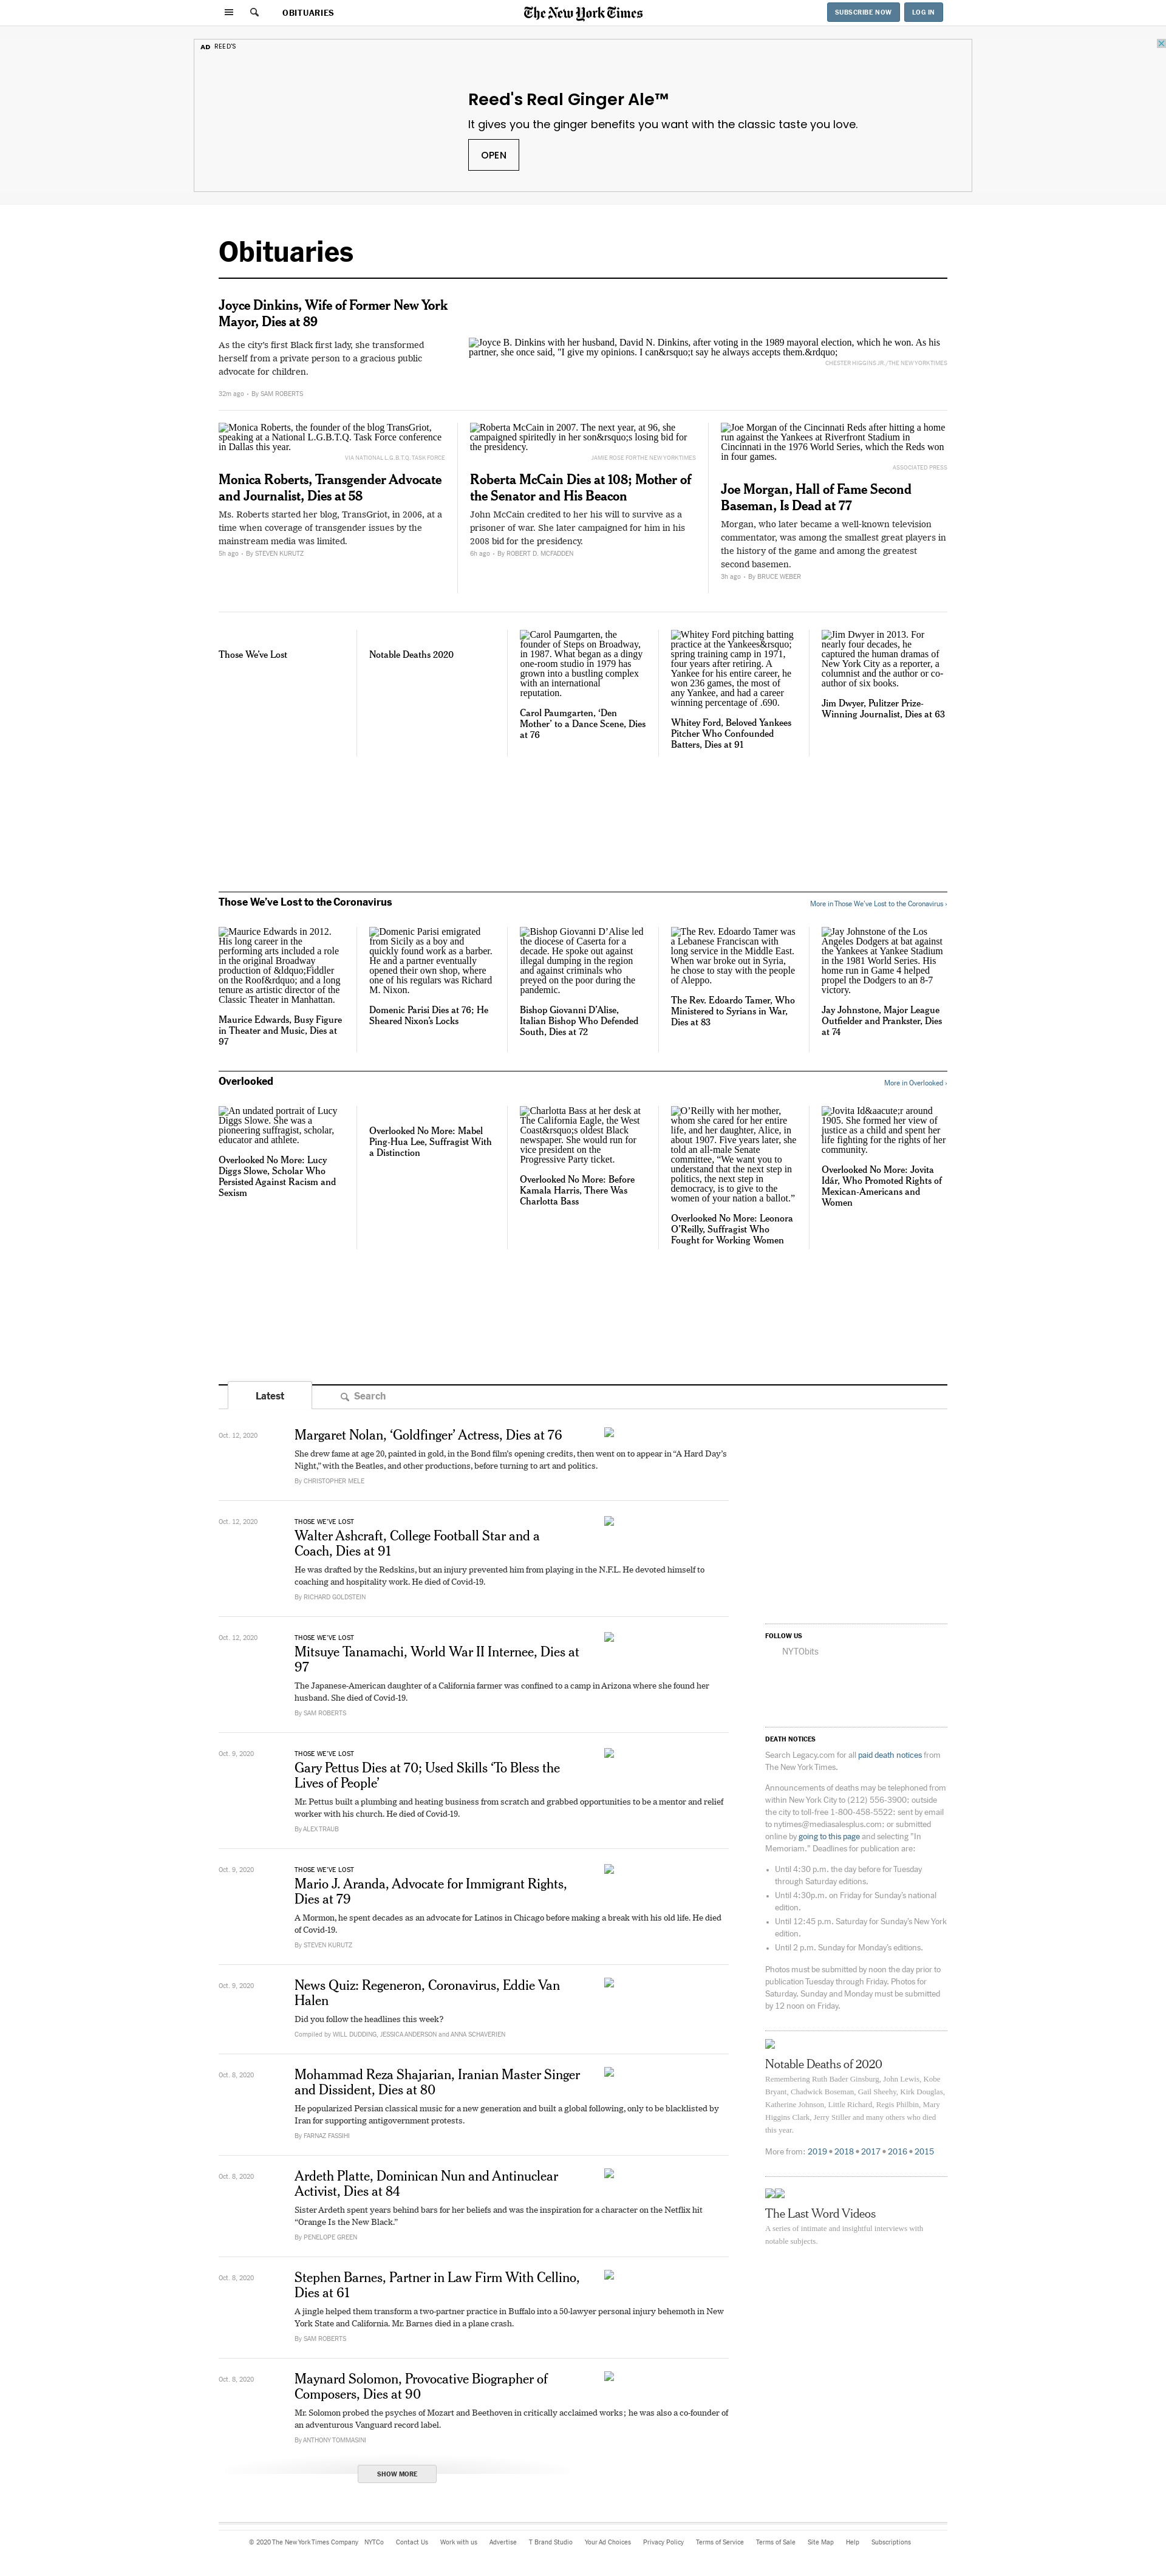 OBITUARIES
The New York Times
SUBSCRIBE NOW
LOG IN
AD REED'S
Reed's Real Ginger Ale™
It gives you the ginger benefits you want with the classic taste you love.
OPEN
Obituaries
Joyce Dinkins, Wife of Former New York
Mayor, Dies at 89
As the city's first Black first lady, she transformed
herself from a private person to a gracious public
advocate for children.
32m ago • By SAM ROBERTS
Joyce B. Dinkins with her husband, David N. Dinkins, after voting in the 1989 mayoral election, which he won. As his
partner, she once said, "I give my opinions. I can&rsquo;t say he always accepts them.&rdquo;
CHESTER HIGGINS JR./THE NEW YORK TIMES
Monica Roberts, the founder of the blog TransGriot,
speaking at a National L.G.B.T.Q. Task Force conference
in Dallas this year.
VIA NATIONAL L.G.B.T.Q. TASK FORCE
Monica Roberts, Transgender Advocate
and Journalist, Dies at 58
Ms. Roberts started her blog, TransGriot, in 2006, at a
time when coverage of transgender issues by the
mainstream media was limited.
5h ago • By STEVEN KURUTZ
Roberta McCain in 2007. The next year, at 96, she
campaigned spiritedly in her son&rsquo;s losing bid for
the presidency.
JAMIE ROSE FOR THE NEW YORK TIMES
Roberta McCain Dies at 108; Mother of
the Senator and His Beacon
John McCain credited to her his will to survive as a
prisoner of war. She later campaigned for him in his
2008 bid for the presidency.
6h ago • By ROBERT D. MCFADDEN
Joe Morgan of the Cincinnati Reds after hitting a home
run against the Yankees at Riverfront Stadium in
Cincinnati in the 1976 World Series, which the Reds won
in four games.
ASSOCIATED PRESS
Joe Morgan, Hall of Fame Second
Baseman, Is Dead at 77
Morgan, who later became a well-known television
commentator, was among the smallest great players in
the history of the game and among the greatest
second basemen.
3h ago • By BRUCE WEBER
Those We've Lost
Notable Deaths 2020
Carol Paumgarten, the
founder of Steps on Broadway,
in 1987. What began as a dingy
one-room studio in 1979 has
grown into a bustling complex
with an international
reputation.
Carol Paumgarten, 'Den
Mother' to a Dance Scene, Dies
at 76
Whitey Ford pitching batting
practice at the Yankees&rsquo;
spring training camp in 1971,
four years after retiring. A
Yankee for his entire career, he
won 236 games, the most of
any Yankee, and had a career
winning percentage of .690.
Whitey Ford, Beloved Yankees
Pitcher Who Confounded
Batters, Dies at 91
Jim Dwyer in 2013. For
nearly four decades, he
captured the human dramas of
New York City as a reporter, a
columnist and the author or co-
author of six books.
Jim Dwyer, Pulitzer Prize-
Winning Journalist, Dies at 63
Those We've Lost to the Coronavirus
More in Those We've Lost to the Coronavirus ›
Maurice Edwards in 2012.
His long career in the
performing arts included a role
in the original Broadway
production of &ldquo;Fiddler
on the Roof&rdquo; and a long
tenure as artistic director of the
Classic Theater in Manhattan.
Maurice Edwards, Busy Figure
in Theater and Music, Dies at
97
Domenic Parisi emigrated
from Sicily as a boy and
quickly found work as a barber.
He and a partner eventually
opened their own shop, where
one of his regulars was Richard
M. Nixon.
Domenic Parisi Dies at 76; He
Sheared Nixon's Locks
Bishop Giovanni D'Alise led
the diocese of Caserta for a
decade. He spoke out against
illegal dumping in the region
and against criminals who
preyed on the poor during the
pandemic.
Bishop Giovanni D'Alise,
Italian Bishop Who Defended
South, Dies at 72
The Rev. Edoardo Tamer was
a Lebanese Franciscan with
long service in the Middle East.
When war broke out in Syria,
he chose to stay with the people
of Aleppo.
The Rev. Edoardo Tamer, Who
Ministered to Syrians in War,
Dies at 83
Jay Johnstone of the Los
Angeles Dodgers at bat against
the Yankees at Yankee Stadium
in the 1981 World Series. His
home run in Game 4 helped
propel the Dodgers to an 8-7
victory.
Jay Johnstone, Major League
Outfielder and Prankster, Dies
at 74
Overlooked
More in Overlooked ›
An undated portrait of Lucy
Diggs Slowe. She was a
pioneering suffragist, scholar,
educator and athlete.
Overlooked No More: Lucy
Diggs Slowe, Scholar Who
Persisted Against Racism and
Sexism
Overlooked No More: Mabel
Ping-Hua Lee, Suffragist With
a Distinction
Charlotta Bass at her desk at
The California Eagle, the West
Coast&rsquo;s oldest Black
newspaper. She would run for
vice president on the
Progressive Party ticket.
Overlooked No More: Before
Kamala Harris, There Was
Charlotta Bass
O'Reilly with her mother,
whom she cared for her entire
life, and her daughter, Alice, in
about 1907. Five years later, she
told an all-male Senate
committee, "We want you to
understand that the next step in
politics, the next step in
democracy, is to give to the
women of your nation a ballot."
Overlooked No More: Leonora
O'Reilly, Suffragist Who
Fought for Working Women
Jovita Id&aacute;r around
1905. She formed her view of
justice as a child and spent her
life fighting for the rights of her
community.
Overlooked No More: Jovita
Idár, Who Promoted Rights of
Mexican-Americans and
Women
Latest
Search
Oct. 12, 2020
Margaret Nolan, 'Goldfinger' Actress, Dies at 76
She drew fame at age 20, painted in gold, in the Bond film's opening credits, then went on to appear in "A Hard Day's
Night," with the Beatles, and other productions, before turning to art and politics.
By CHRISTOPHER MELE
Oct. 12, 2020
THOSE WE'VE LOST
Walter Ashcraft, College Football Star and a
Coach, Dies at 91
He was drafted by the Redskins, but an injury prevented him from playing in the N.F.L. He devoted himself to
coaching and hospitality work. He died of Covid-19.
By RICHARD GOLDSTEIN
Oct. 12, 2020
THOSE WE'VE LOST
Mitsuye Tanamachi, World War II Internee, Dies at
97
The Japanese-American daughter of a California farmer was confined to a camp in Arizona where she found her
husband. She died of Covid-19.
By SAM ROBERTS
Oct. 9, 2020
THOSE WE'VE LOST
Gary Pettus Dies at 70; Used Skills 'To Bless the
Lives of People'
Mr. Pettus built a plumbing and heating business from scratch and grabbed opportunities to be a mentor and relief
worker with his church. He died of Covid-19.
By ALEX TRAUB
Oct. 9, 2020
THOSE WE'VE LOST
Mario J. Aranda, Advocate for Immigrant Rights,
Dies at 79
A Mormon, he spent decades as an advocate for Latinos in Chicago before making a break with his old life. He died
of Covid-19.
By STEVEN KURUTZ
Oct. 9, 2020
News Quiz: Regeneron, Coronavirus, Eddie Van
Halen
Did you follow the headlines this week?
Compiled by WILL DUDDING, JESSICA ANDERSON and ANNA SCHAVERIEN
Oct. 8, 2020
Mohammad Reza Shajarian, Iranian Master Singer
and Dissident, Dies at 80
He popularized Persian classical music for a new generation and built a global following, only to be blacklisted by
Iran for supporting antigovernment protests.
By FARNAZ FASSIHI
Oct. 8, 2020
Ardeth Platte, Dominican Nun and Antinuclear
Activist, Dies at 84
Sister Ardeth spent years behind bars for her beliefs and was the inspiration for a character on the Netflix hit
"Orange Is the New Black."
By PENELOPE GREEN
Oct. 8, 2020
Stephen Barnes, Partner in Law Firm With Cellino,
Dies at 61
A jingle helped them transform a two-partner practice in Buffalo into a 50-lawyer personal injury behemoth in New
York State and California. Mr. Barnes died in a plane crash.
By SAM ROBERTS
Oct. 8, 2020
Maynard Solomon, Provocative Biographer of
Composers, Dies at 90
Mr. Solomon probed the psyches of Mozart and Beethoven in critically acclaimed works; he was also a co-founder of
an adventurous Vanguard record label.
By ANTHONY TOMMASINI
SHOW MORE
FOLLOW US
NYTObits
DEATH NOTICES
Search Legacy.com for all paid death notices from
The New York Times.
Announcements of deaths may be telephoned from
within New York City to (212) 556-3900; outside
the city to toll-free 1-800-458-5522; sent by email
to nytimes@mediasalesplus.com; or submitted
online by going to this page and selecting "In
Memoriam." Deadlines for publication are:
• Until 4:30 p.m. the day before for Tuesday
through Saturday editions.
• Until 4:30p.m. on Friday for Sunday's national
edition.
• Until 12:45 p.m. Saturday for Sunday's New York
edition.
• Until 2 p.m. Sunday for Monday's editions.
Photos must be submitted by noon the day prior to
publication Tuesday through Friday. Photos for
Saturday, Sunday and Monday must be submitted
by 12 noon on Friday.
Notable Deaths of 2020
Remembering Ruth Bader Ginsburg, John Lewis, Kobe
Bryant, Chadwick Boseman, Gail Sheehy, Kirk Douglas,
Katherine Johnson, Little Richard, Regis Philbin, Mary
Higgins Clark, Jerry Stiller and many others who died
this year.
More from: 2019 • 2018 • 2017 • 2016 • 2015
The Last Word Videos
A series of intimate and insightful interviews with
notable subjects.
© 2020 The New York Times Company NYTCo Contact Us Work with us Advertise T Brand Studio Your Ad Choices Privacy Policy Terms of Service Terms of Sale Site Map Help Subscriptions